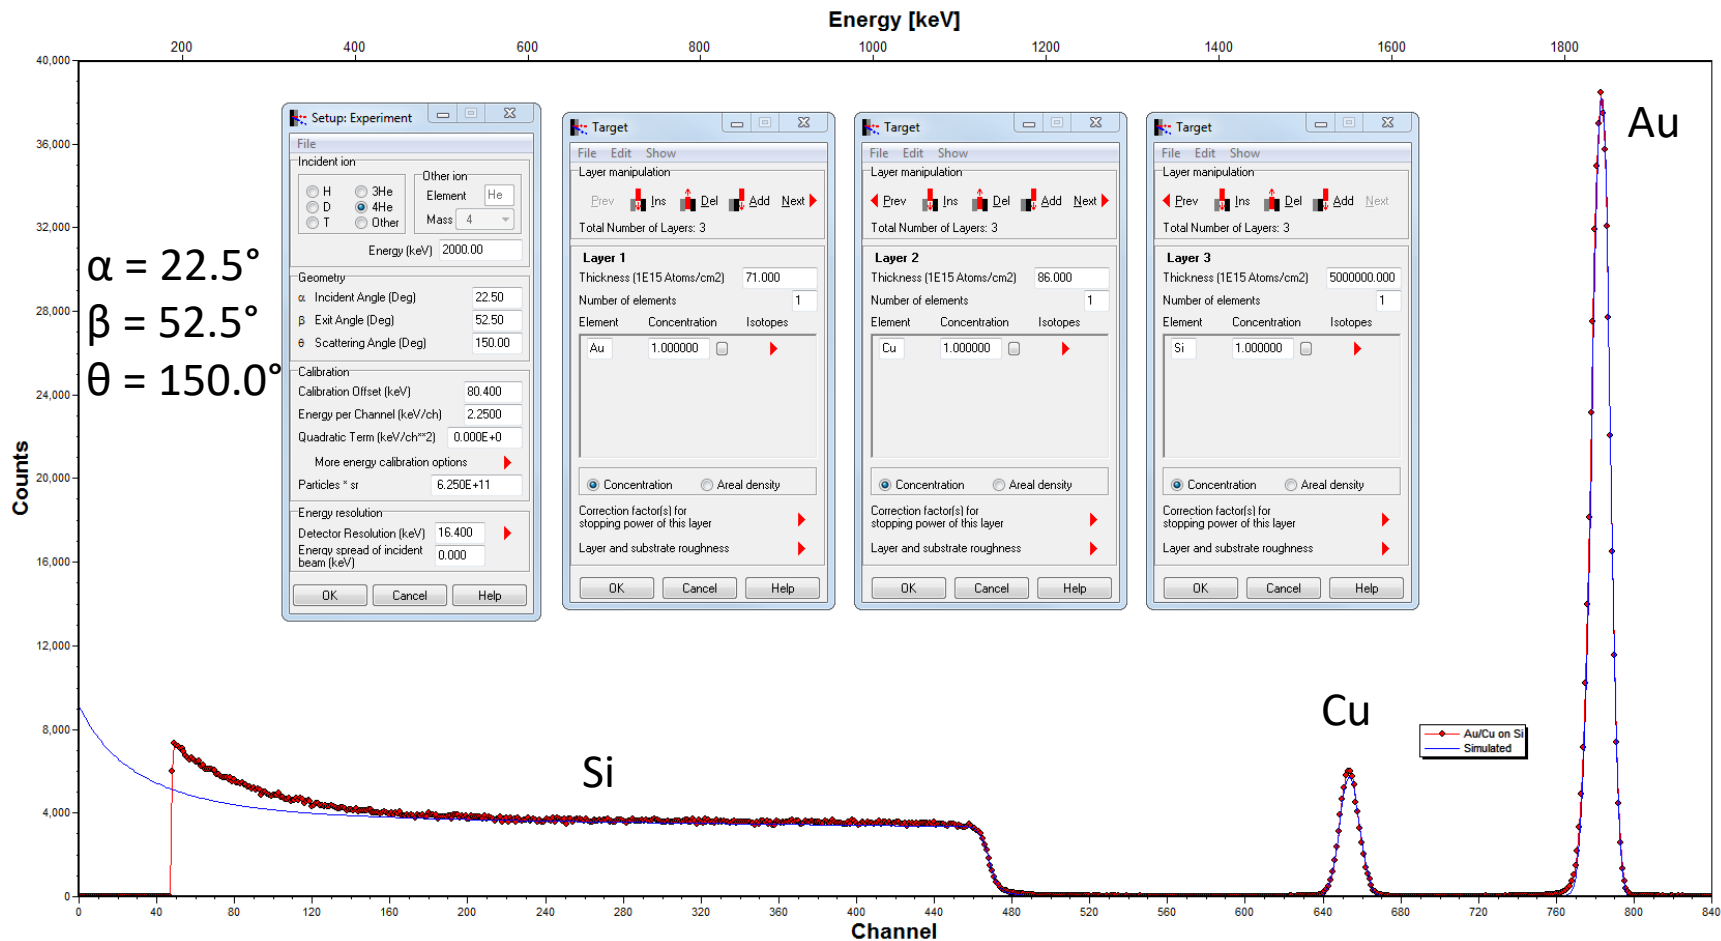 Energy [keV]
200 400 600 800 1000 1200 1400 1600 1800
40,000
36,000
32,000
28,000
24,000
20,000
16,000
12,000
8,000
4,000
0
Counts
α = 22.5°
β = 52.5°
θ = 150.0°
Setup: Experiment
File
Incident ion
H 3He
D 4He
T Other
Other ion
Element He
Mass 4
Energy (keV) 2000.00
Geometry
α Incident Angle (Deg) 22.50
β Exit Angle (Deg) 52.50
θ Scattering Angle (Deg) 150.00
Calibration
Calibration Offset (keV) 80.400
Energy per Channel (keV/ch) 2.2500
Quadratic Term (keV/ch**2) 0.000E+0
More energy calibration options
Particles * sr 6.250E+11
Energy resolution
Detector Resolution (keV) 16.400
Energy spread of incident
beam (keV) 0.000
OK Cancel Help
Target
File Edit Show
Layer manipulation
Prev Ins Del Add Next
Total Number of Layers: 3
Layer 1
Thickness (1E15 Atoms/cm2) 71.000
Number of elements 1
Element Concentration Isotopes
Au 1.000000
Concentration Areal density
Correction factor(s) for
stopping power of this layer
Layer and substrate roughness
OK Cancel Help
Target
File Edit Show
Layer manipulation
Prev Ins Del Add Next
Total Number of Layers: 3
Layer 2
Thickness (1E15 Atoms/cm2) 86.000
Number of elements 1
Element Concentration Isotopes
Cu 1.000000
Concentration Areal density
Correction factor(s) for
stopping power of this layer
Layer and substrate roughness
OK Cancel Help
Target
File Edit Show
Layer manipulation
Prev Ins Del Add Next
Total Number of Layers: 3
Layer 3
Thickness (1E15 Atoms/cm2) 5000000.000
Number of elements 1
Element Concentration Isotopes
Si 1.000000
Concentration Areal density
Correction factor(s) for
stopping power of this layer
Layer and substrate roughness
OK Cancel Help
Au
Cu
Si
Au/Cu on Si
Simulated
0 40 80 120 160 200 240 280 320 360 400 440 480 520 560 600 640 680 720 760 800 840
Channel